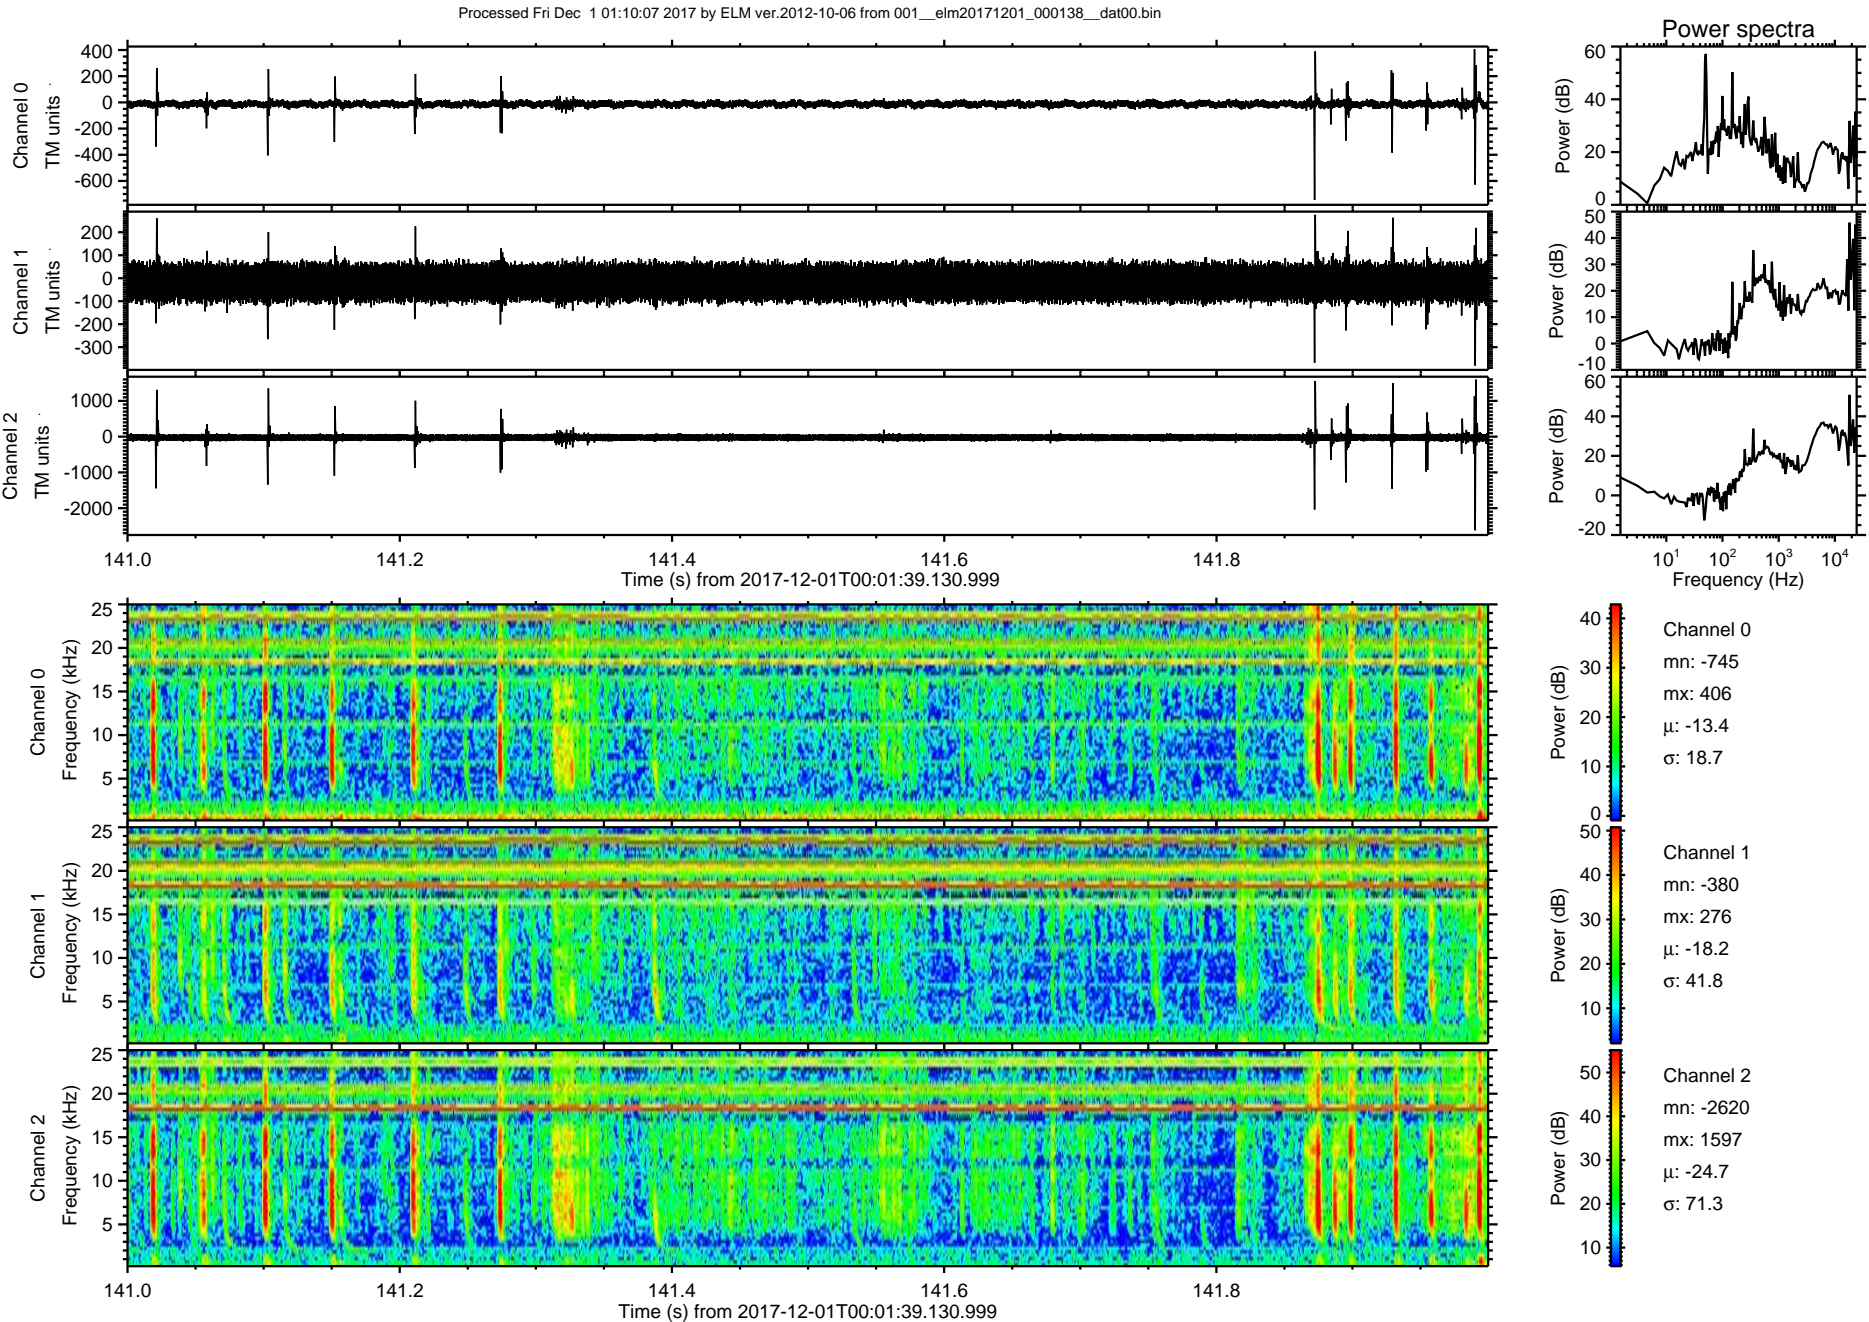 Processed Fri Dec  1 01:10:07 2017 by ELM ver.2012-10-06 from 001__elm20171201_000138__dat00.bin
Power spectra
Channel 0
TM units
400
200
0
-200
-400
-600
Power (dB)
60
40
20
0
Channel 1
TM units
200
100
0
-100
-200
-300
Power (dB)
50
40
30
20
10
0
-10
Channel 2
TM units
1000
0
-1000
-2000
Power (dB)
60
40
20
0
-20
141.0 141.2 141.4 141.6 141.8
Time (s) from 2017-12-01T00:01:39.130.999
10^1 10^2 10^3 10^4
Frequency (Hz)
Channel 0
Frequency (kHz)
25
20
15
10
5
Power (dB)
40
30
20
10
0
Channel 0
mn: -745
mx: 406
μ: -13.4
σ: 18.7
Channel 1
Frequency (kHz)
25
20
15
10
5
Power (dB)
50
40
30
20
10
Channel 1
mn: -380
mx: 276
μ: -18.2
σ: 41.8
Channel 2
Frequency (kHz)
25
20
15
10
5
Power (dB)
50
40
30
20
10
Channel 2
mn: -2620
mx: 1597
μ: -24.7
σ: 71.3
141.0 141.2 141.4 141.6 141.8
Time (s) from 2017-12-01T00:01:39.130.999